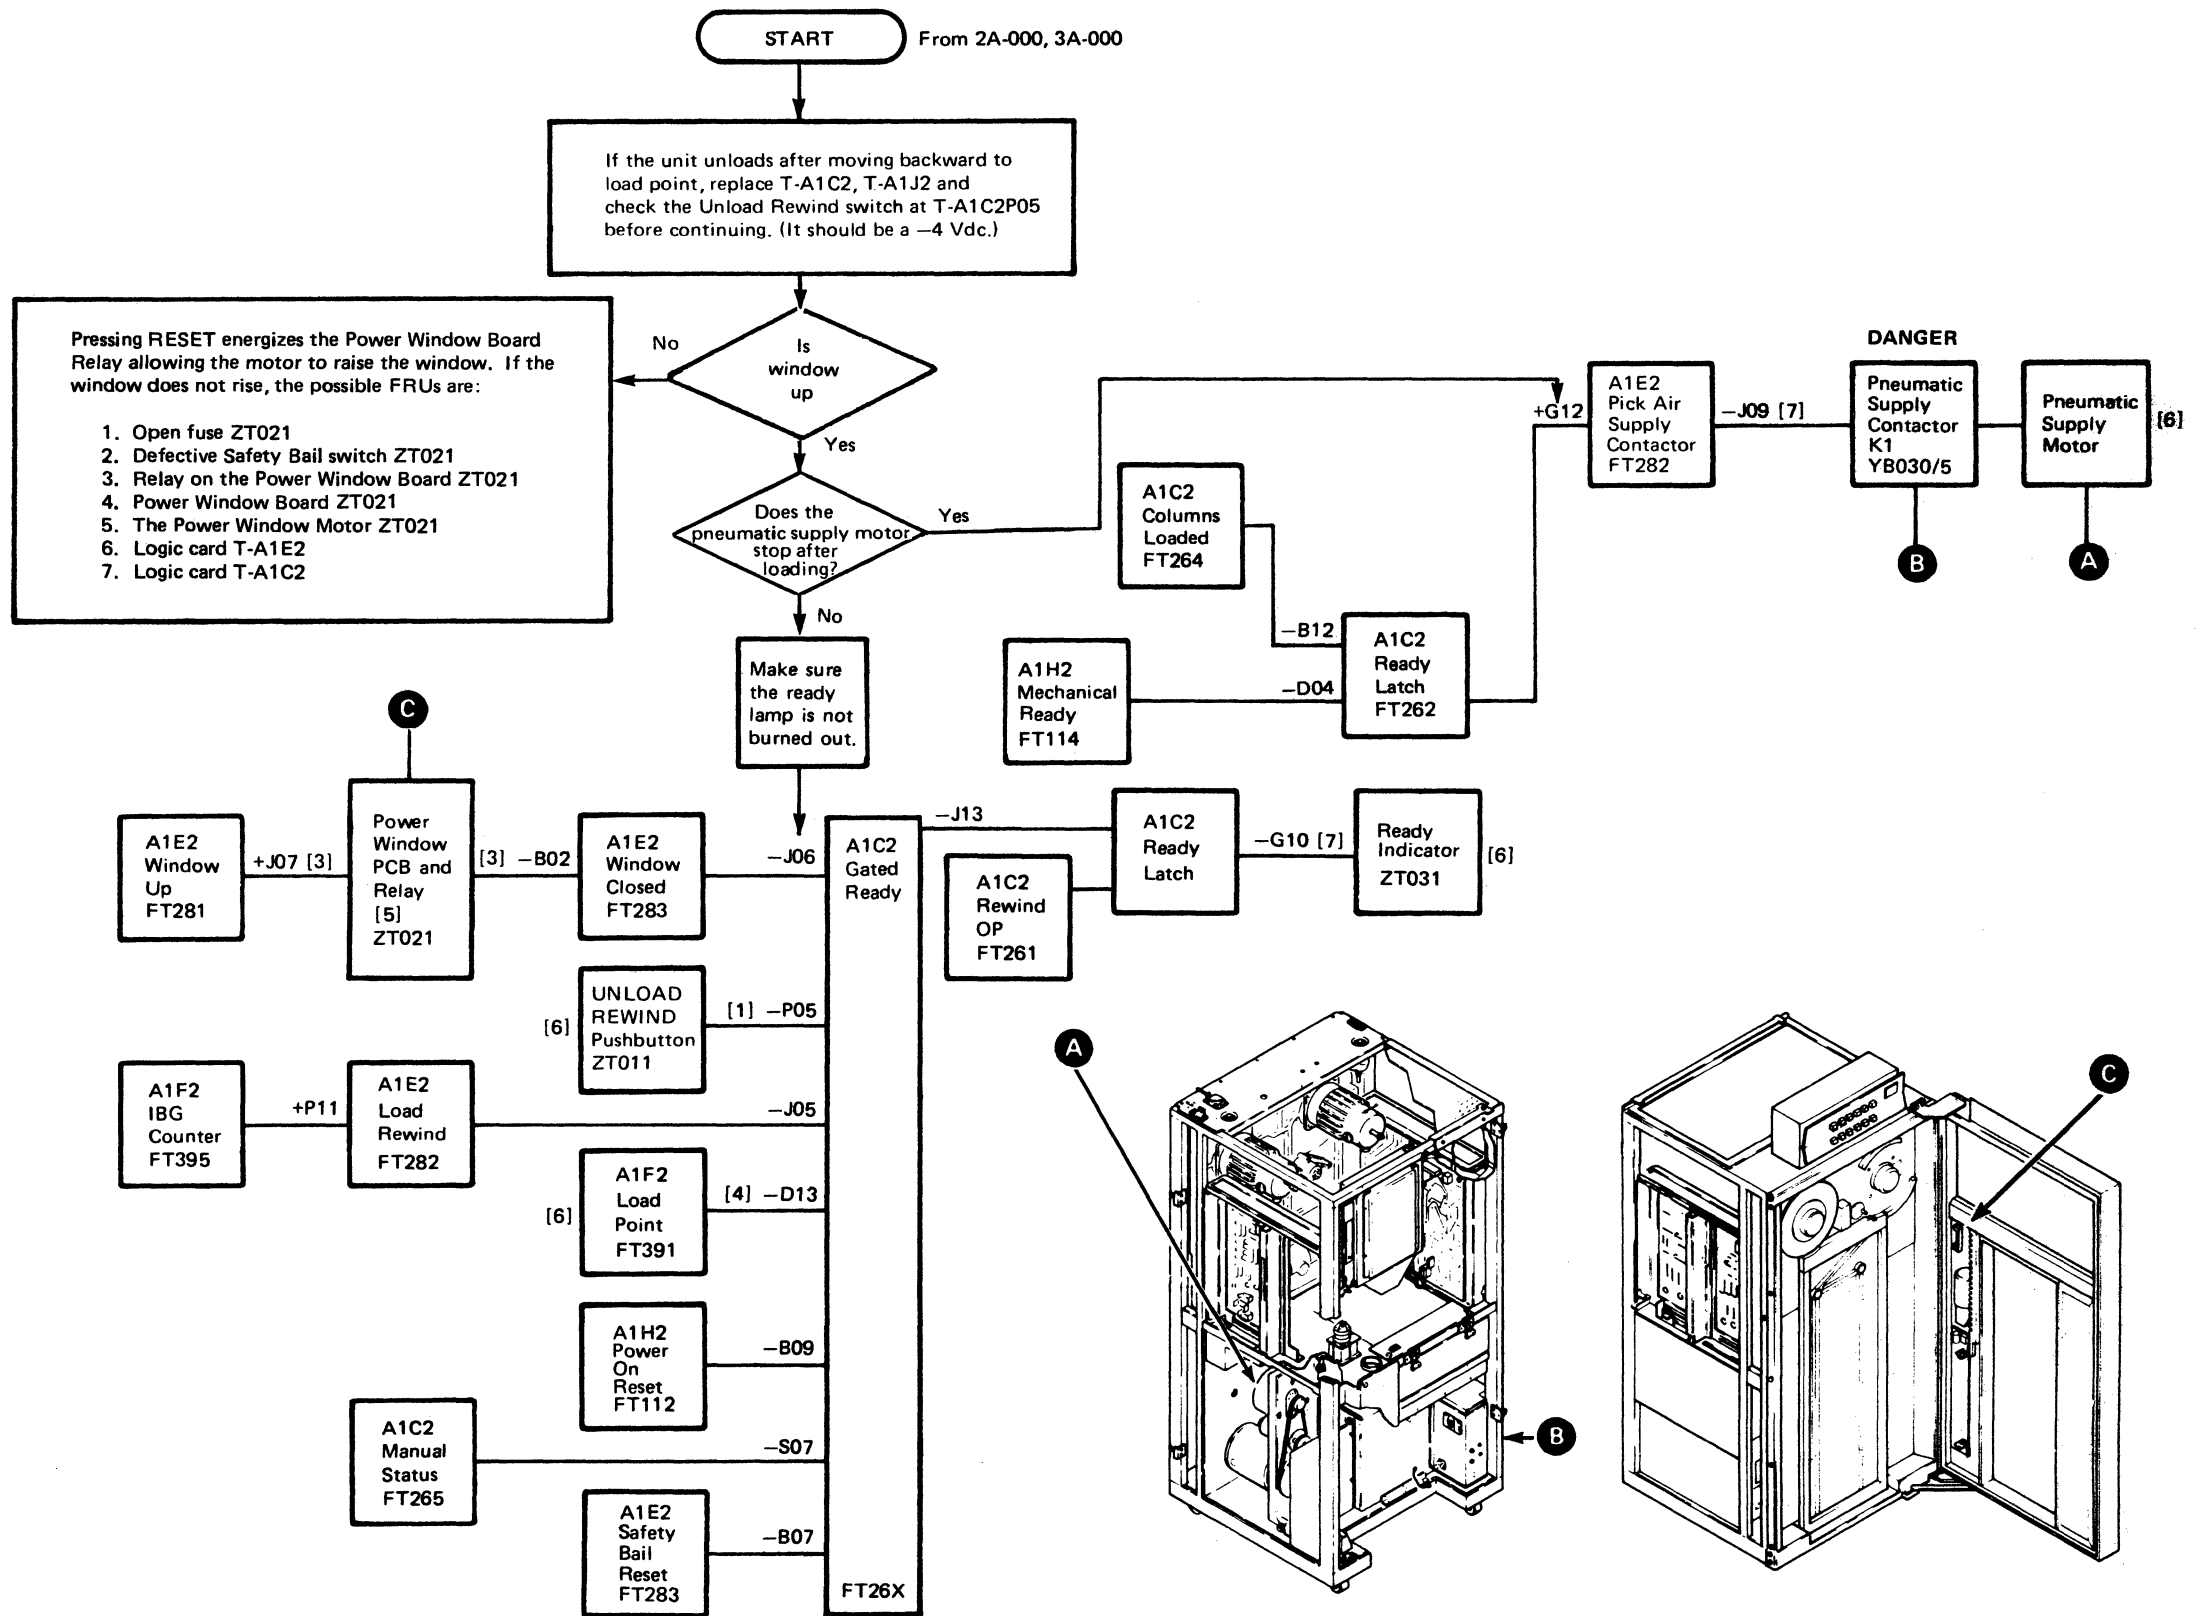 START
From 2A-000, 3A-000
If the unit unloads after moving backward to
load point, replace T-A1C2, T-A1J2 and
check the Unload Rewind switch at T-A1C2P05
before continuing. (It should be a —4 Vdc.)
Is
window
up
No
Yes
Pressing RESET energizes the Power Window Board
Relay allowing the motor to raise the window. If the
window does not rise, the possible FRUs are:
1. Open fuse ZT021
2. Defective Safety Bail switch ZT021
3. Relay on the Power Window Board ZT021
4. Power Window Board ZT021
5. The Power Window Motor ZT021
6. Logic card T-A1E2
7. Logic card T-A1C2
Does the
pneumatic supply motor
stop after
loading?
Yes
No
Make sure
the ready
lamp is not
burned out.
+G12
A1E2
Pick Air
Supply
Contactor
FT282
—J09 [7]
DANGER
Pneumatic
Supply
Contactor
K1
YB030/5
Pneumatic
Supply
Motor
[6]
B
A
A1C2
Columns
Loaded
FT264
—B12
A1H2
Mechanical
Ready
FT114
—D04
A1C2
Ready
Latch
FT262
C
A1E2
Window
Up
FT281
+J07 [3]
Power
Window
PCB and
Relay
[5]
ZT021
[3] —B02
A1E2
Window
Closed
FT283
—J06
A1C2
Gated
Ready
—J13
A1C2
Ready
Latch
A1C2
Rewind
OP
FT261
—G10 [7]
Ready
Indicator
ZT031
[6]
[6]
UNLOAD
REWIND
Pushbutton
ZT011
[1] —P05
A1F2
IBG
Counter
FT395
+P11
A1E2
Load
Rewind
FT282
—J05
[6]
A1F2
Load
Point
FT391
[4] —D13
A1H2
Power
On
Reset
FT112
—B09
A1C2
Manual
Status
FT265
—S07
A1E2
Safety
Bail
Reset
FT283
—B07
FT26X
A
B
C